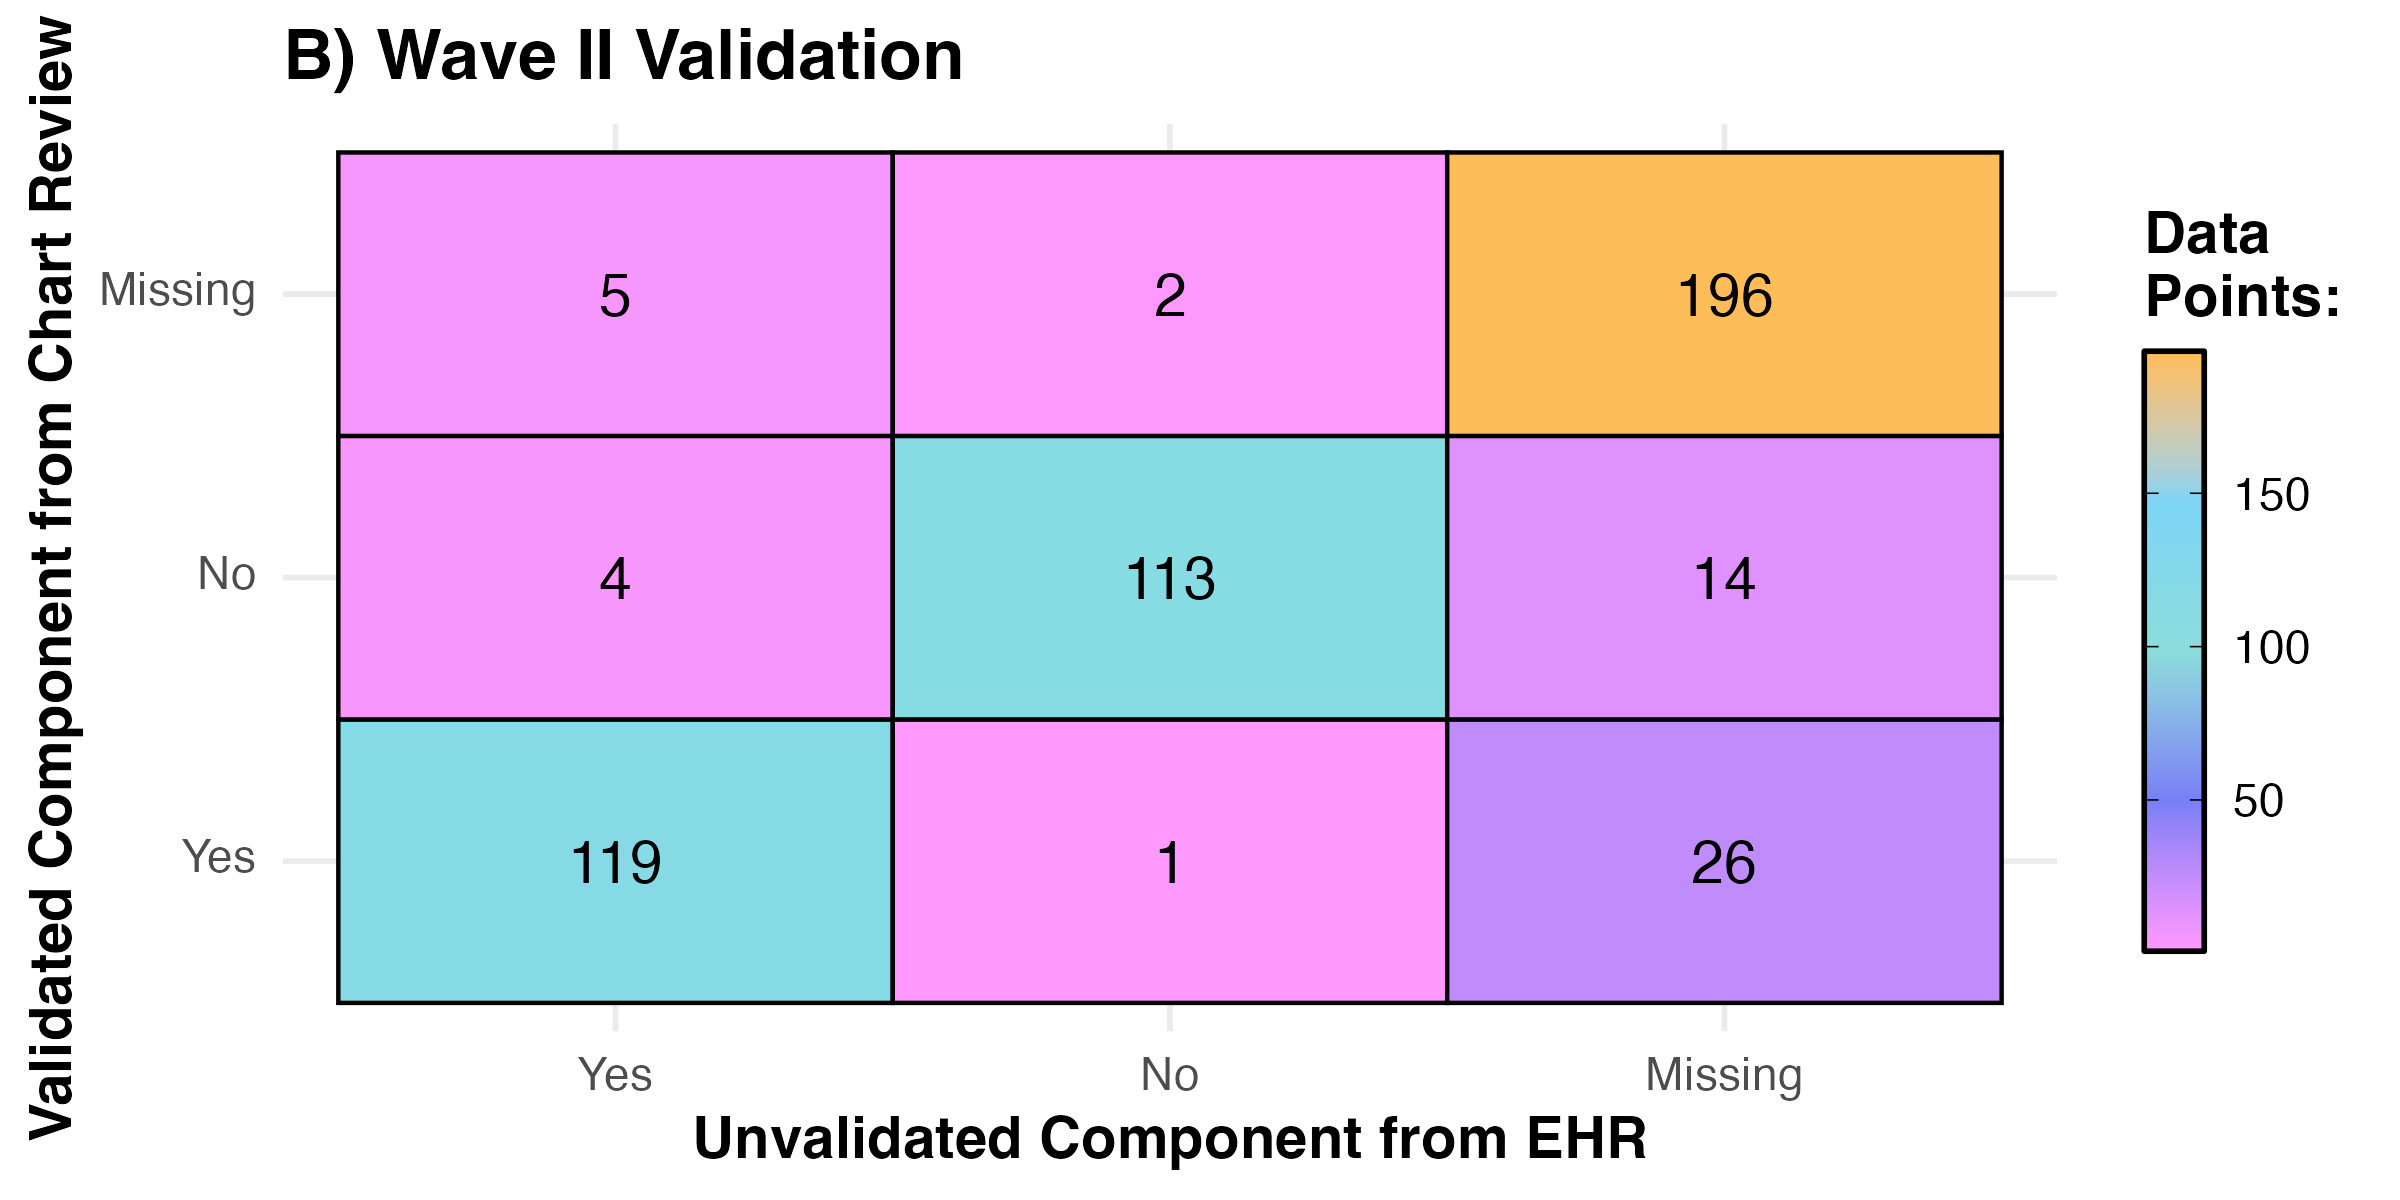 B) Wave II Validation
Validated Component from Chart Review
Missing
5
2
196
No
4
113
14
Yes
119
1
26
Yes
No
Missing
Unvalidated Component from EHR
Data
Points:
150
100
50